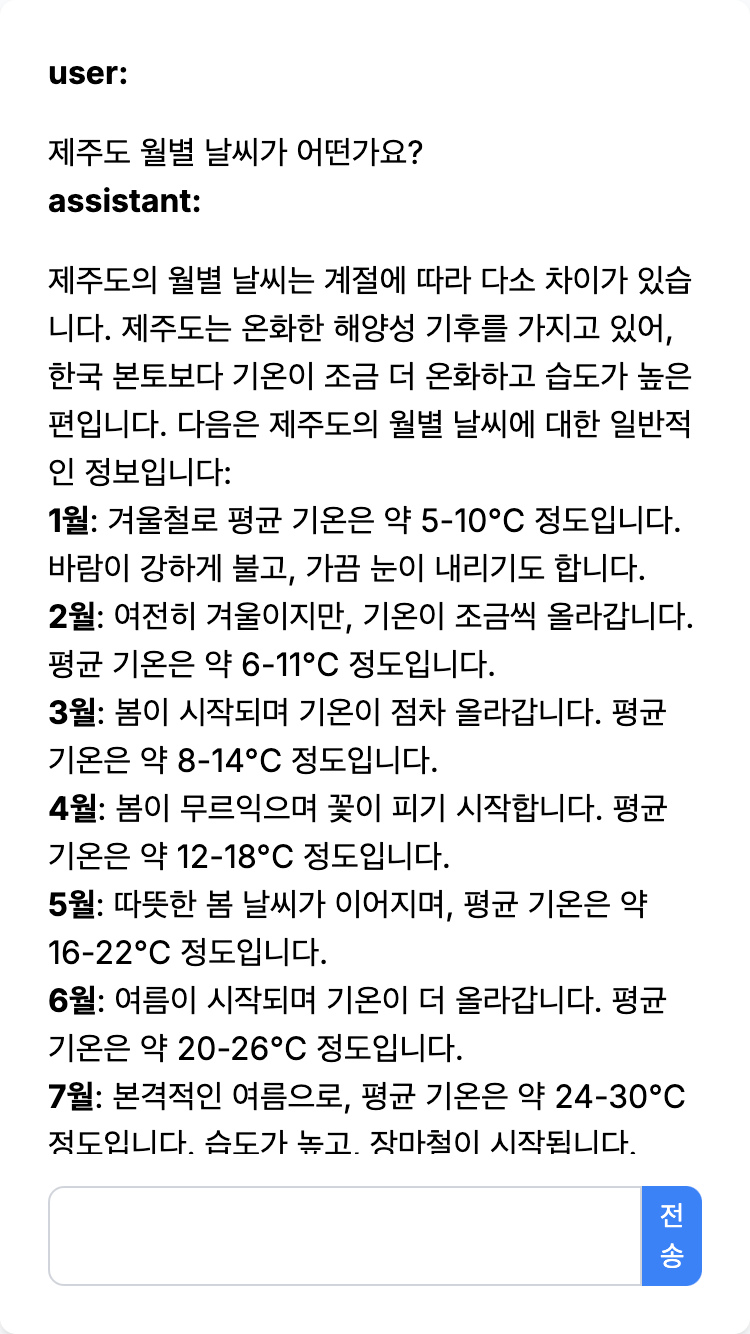 user:
제주도 월별 날씨가 어떤가요?
assistant:
제주도의 월별 날씨는 계절에 따라 다소 차이가 있습
니다. 제주도는 온화한 해양성 기후를 가지고 있어,
한국 본토보다 기온이 조금 더 온화하고 습도가 높은
편입니다. 다음은 제주도의 월별 날씨에 대한 일반적
인 정보입니다:
1월: 겨울철로 평균 기온은 약 5-10°C 정도입니다.
바람이 강하게 불고, 가끔 눈이 내리기도 합니다.
2월: 여전히 겨울이지만, 기온이 조금씩 올라갑니다.
평균 기온은 약 6-11°C 정도입니다.
3월: 봄이 시작되며 기온이 점차 올라갑니다. 평균
기온은 약 8-14°C 정도입니다.
4월: 봄이 무르익으며 꽃이 피기 시작합니다. 평균
기온은 약 12-18°C 정도입니다.
5월: 따뜻한 봄 날씨가 이어지며, 평균 기온은 약
16-22°C 정도입니다.
6월: 여름이 시작되며 기온이 더 올라갑니다. 평균
기온은 약 20-26°C 정도입니다.
7월: 본격적인 여름으로, 평균 기온은 약 24-30°C
정도입니다. 습도가 높고, 장마철이 시작됩니다.
전
송